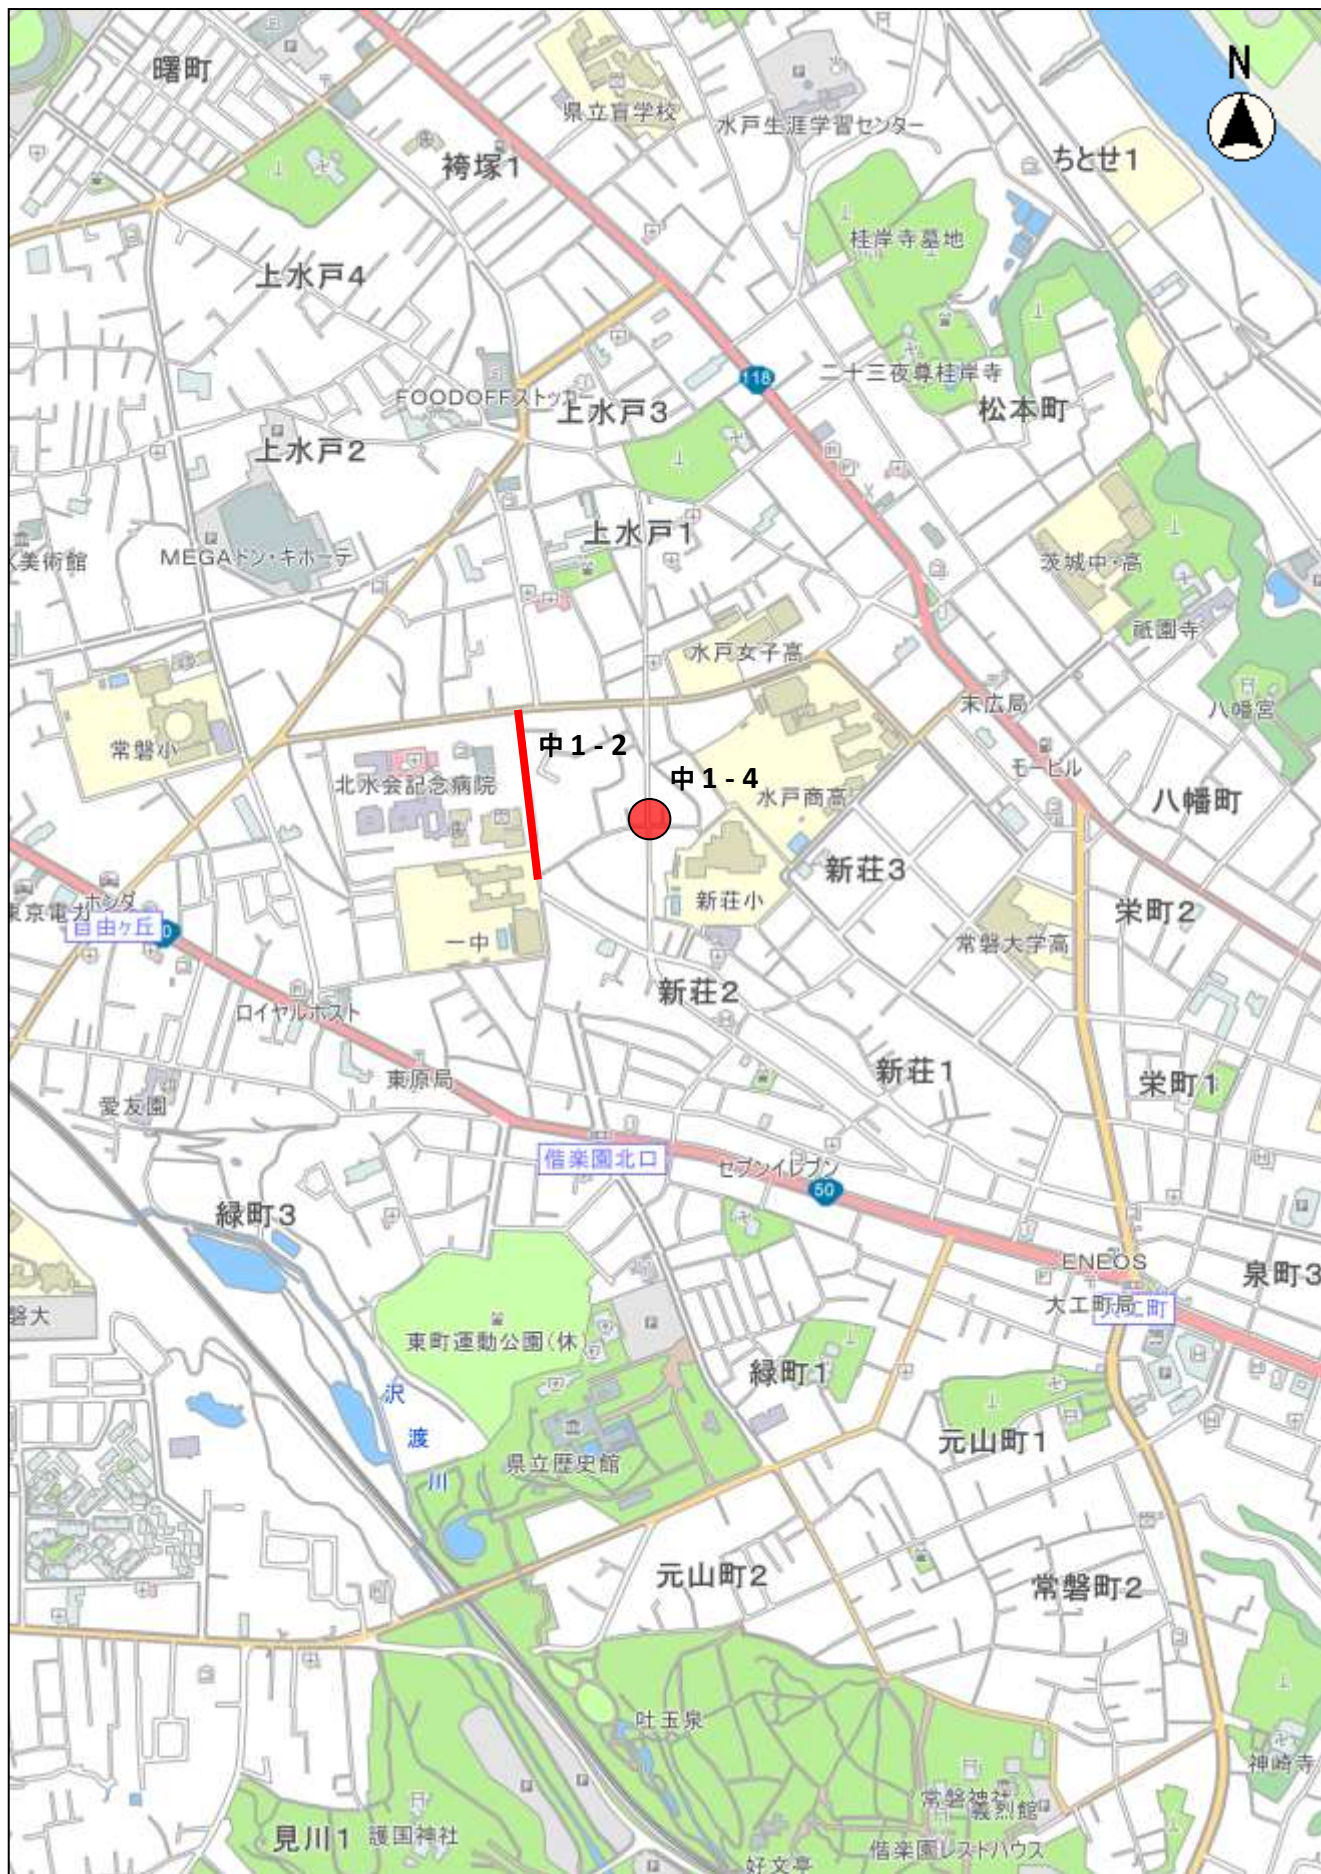 N
曙町
県立盲学校
水戸生涯学習センター
ちとせ1
袴塚1
桂岸寺墓地
上水戸4
118
二十三夜尊桂岸寺
FOODOFFストッカー
上水戸3
松本町
上水戸2
上水戸1
MEGAドン・キホーテ
美術館
茨城中・高
祇園寺
水戸女子高
末広局
八幡宮
常磐小
中1-2
北水会記念病院
モービル
中1-4
水戸商高
八幡町
新荘3
ホンダ
東京電力
自由ヶ丘
新荘小
栄町2
一中
常磐大学高
新荘2
ロイヤルホスト
東原局
新荘1
栄町1
愛友園
偕楽園北口
セブンイレブン
50
緑町3
ENEOS
泉町3
大工町局
大工町
磐大
東町運動公園(休)
緑町1
沢
渡
川
元山町1
県立歴史館
元山町2
常磐町2
吐玉泉
神崎寺
常磐神社
義烈館
見川1
護国神社
偕楽園レストハウス
好文亭